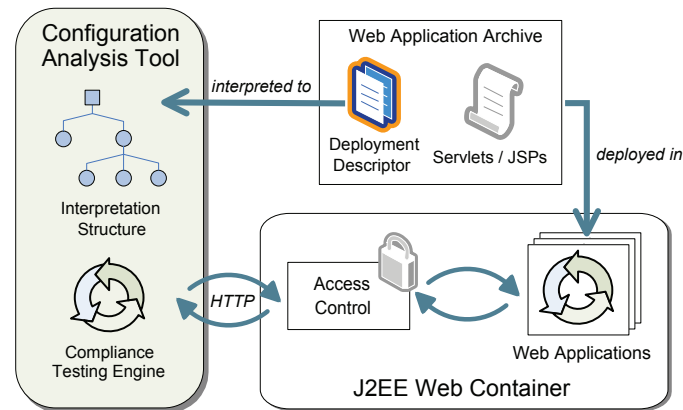 Configuration
Analysis Tool
Interpretation
Structure
Compliance
Testing Engine
interpreted to
Web Application Archive
Deployment
Descriptor
Servlets / JSPs
deployed in
HTTP
Access
Control
Web Applications
J2EE Web Container